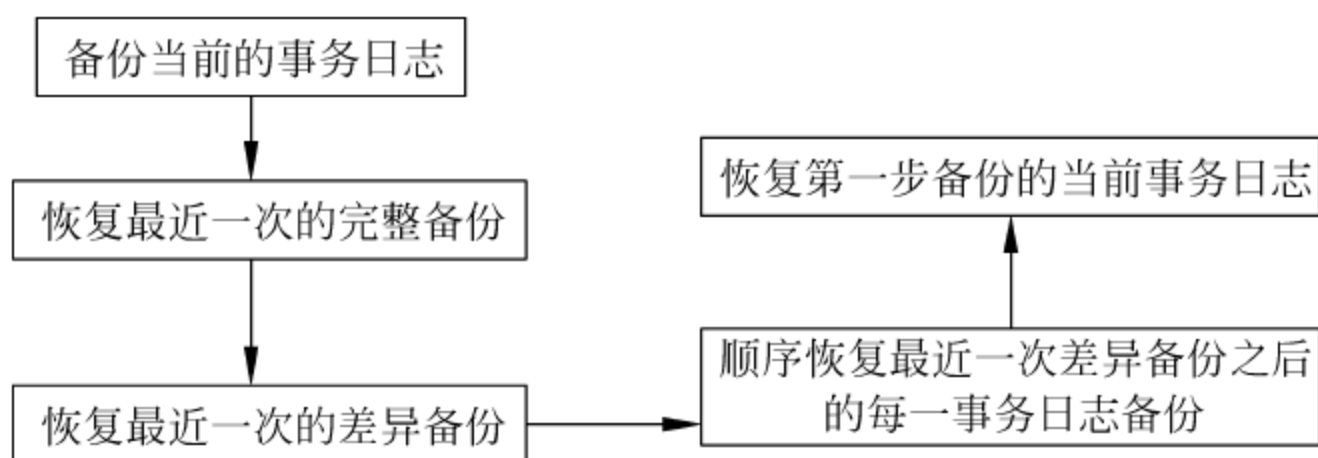 备份当前的事务日志
恢复最近一次的完整备份
恢复最近一次的差异备份
顺序恢复最近一次差异备份之后
的每一事务日志备份
恢复第一步备份的当前事务日志